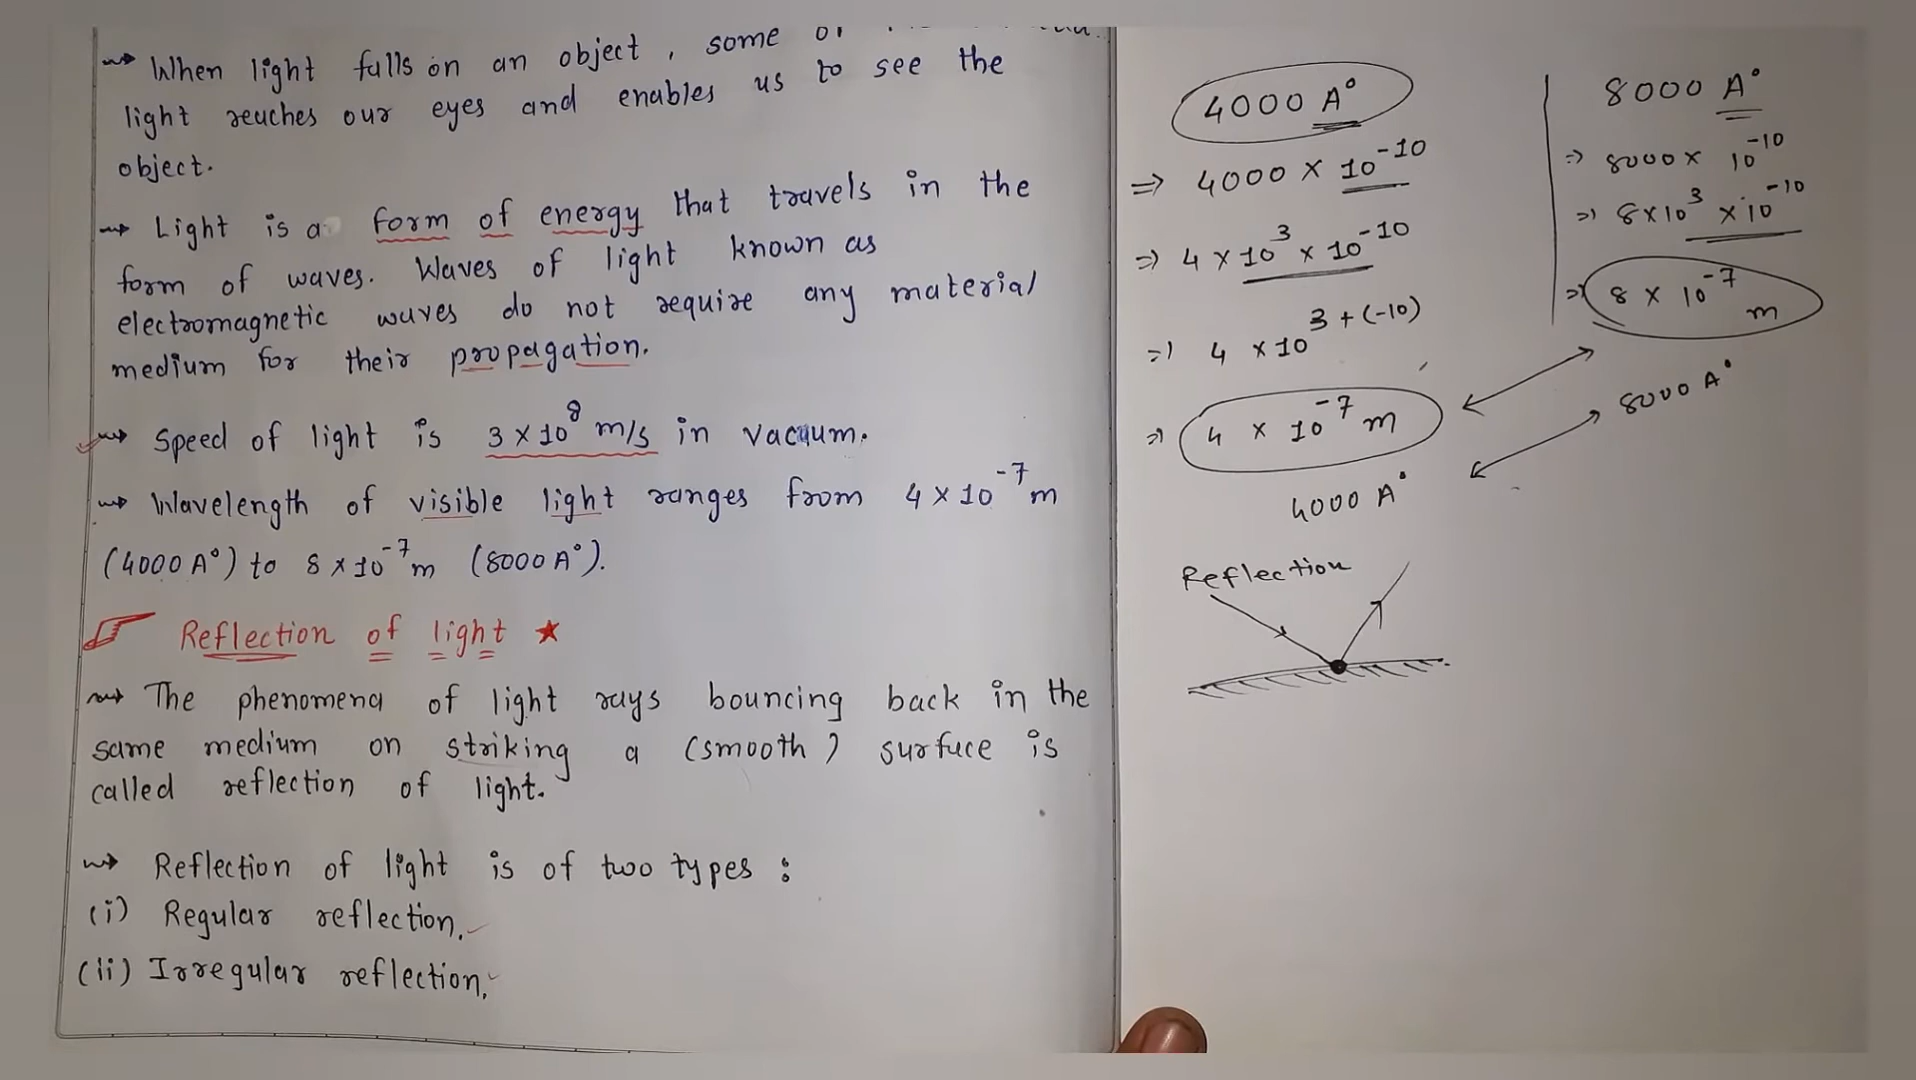 ⇝ When light falls on an object, some
light reaches our eyes and enables us to see the
object.
⇝ Light is a form of energy that travels in the
form of waves. Waves of light known as
electromagnetic waves do not require any material
medium for their propagation.
⇝ Speed of light is 3 × 10⁸ m/s in vacuum.
⇝ Wavelength of visible light ranges from 4 × 10⁻⁷ m
(4000 A°) to 8 × 10⁻⁷ m (8000 A°).
Reflection of light ★
⇝ The phenomena of light rays bouncing back in the
same medium on striking a (smooth) surface is
called reflection of light.
⇝ Reflection of light is of two types :
(i) Regular reflection.
(ii) Irregular reflection.
4000 A°
⇒ 4000 × 10⁻¹⁰
⇒ 4 × 10³ × 10⁻¹⁰
⇒ 4 × 10³⁺⁽⁻¹⁰⁾
⇒ 4 × 10⁻⁷ m
4000 A°
8000 A°
⇒ 8000 × 10⁻¹⁰
⇒ 8 × 10³ × 10⁻¹⁰
⇒ 8 × 10⁻⁷ m
8000 A°
Reflection